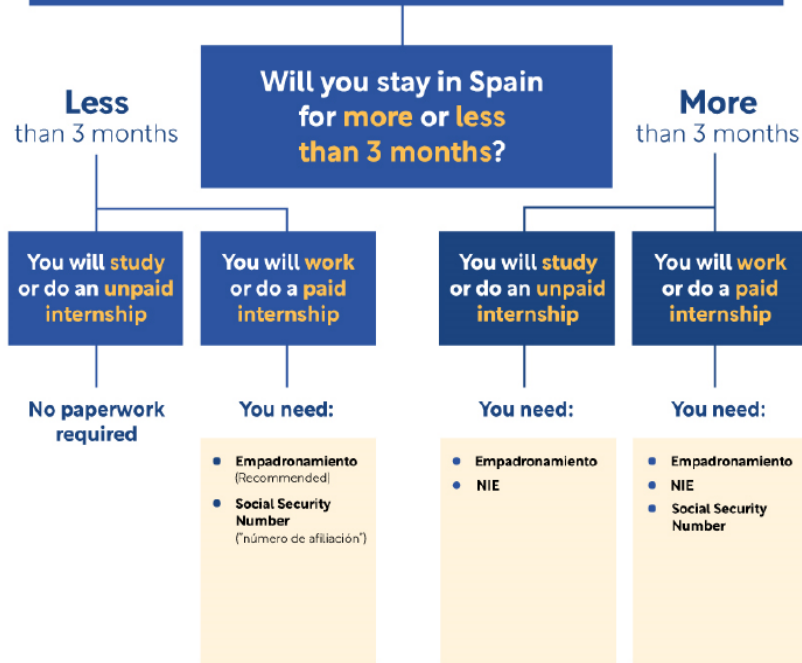 Will you stay in Spain
for more or less
than 3 months?
Less
than 3 months
More
than 3 months
You will study
or do an unpaid
internship
You will work
or do a paid
internship
You will study
or do an unpaid
internship
You will work
or do a paid
internship
No paperwork
required
You need:
Empadronamiento
(Recommended)
Social Security
Number
("número de afiliación")
You need:
Empadronamiento
NIE
You need:
Empadronamiento
NIE
Social Security
Number